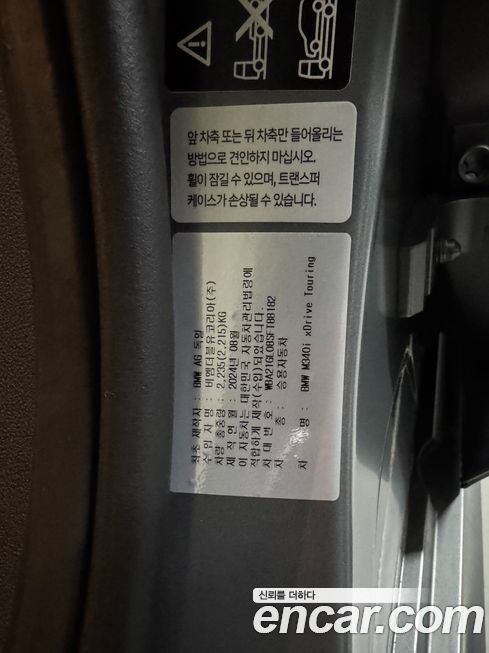 앞 차축 또는 뒤 차축만 들어올리는
방법으로 견인하지 마십시오.
휠이 잠길 수 있으며, 트랜스퍼
케이스가 손상될 수 있습니다.
최초 제작자 : BMW AG 독일
수 입 자 명 : 비엠더블유코리아(주)
차량 총중량 : 2,235(2,215)KG
제 작 연 월 : 2024년 08월
이 자동차는 대한민국 자동차관리법령에
적합하게 제작(수입)되었습니다.
차 대 번 호 : WBA21GL08SFT88182
차 종 : 승용자동차
차 명 : BMW M340i xDrive Touring
신뢰를 더하다
encar.com